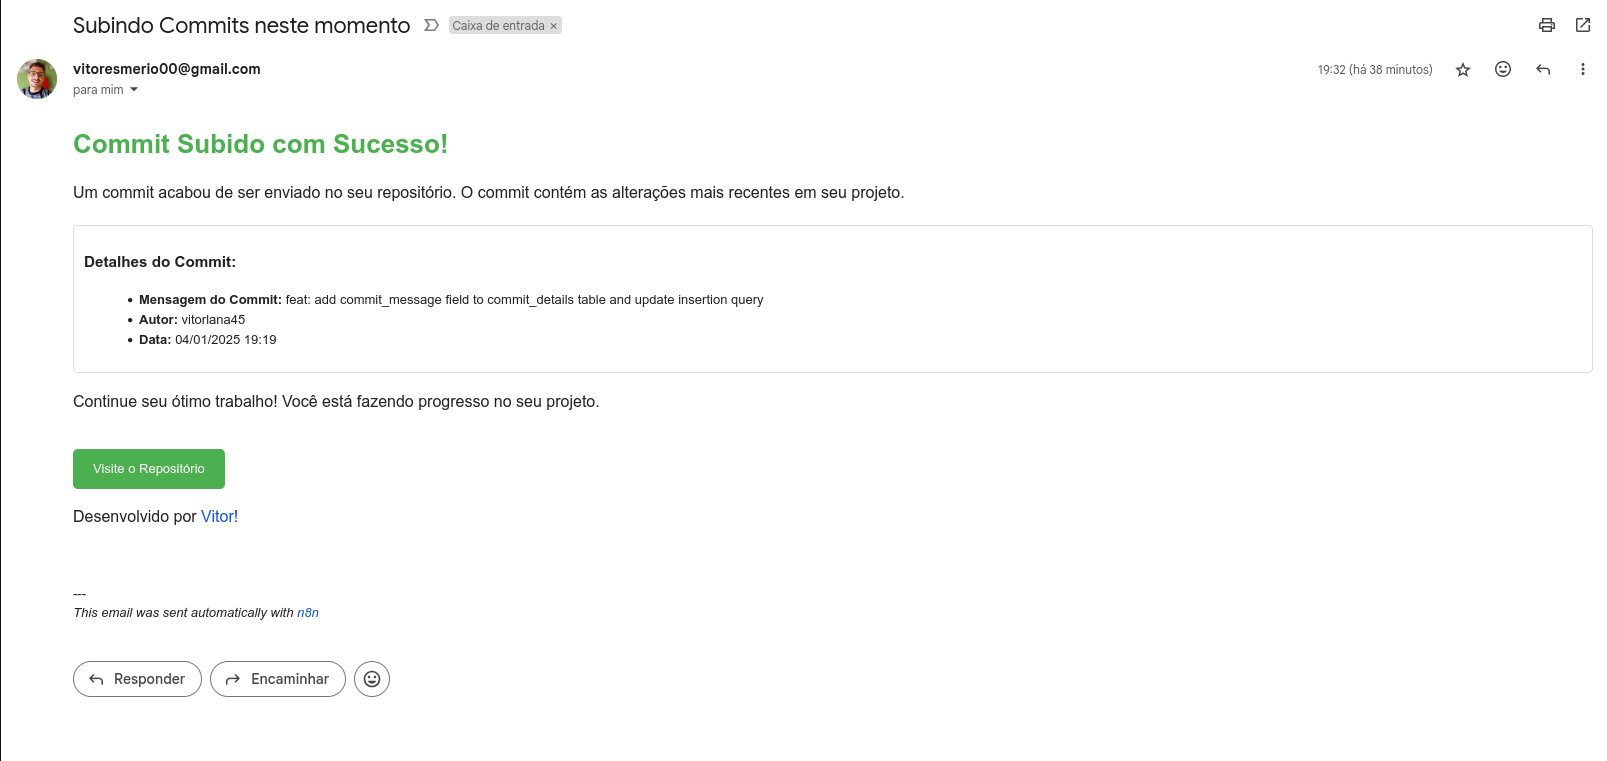 Subindo Commits neste momento Caixa de entrada ×
vitoresmerio00@gmail.com 19:32 (há 38 minutos)
para mim
Commit Subido com Sucesso!
Um commit acabou de ser enviado no seu repositório. O commit contém as alterações mais recentes em seu projeto.
Detalhes do Commit:
• Mensagem do Commit: feat: add commit_message field to commit_details table and update insertion query
• Autor: vitorlana45
• Data: 04/01/2025 19:19
Continue seu ótimo trabalho! Você está fazendo progresso no seu projeto.
Visite o Repositório
Desenvolvido por Vitor!
---
This email was sent automatically with n8n
Responder Encaminhar